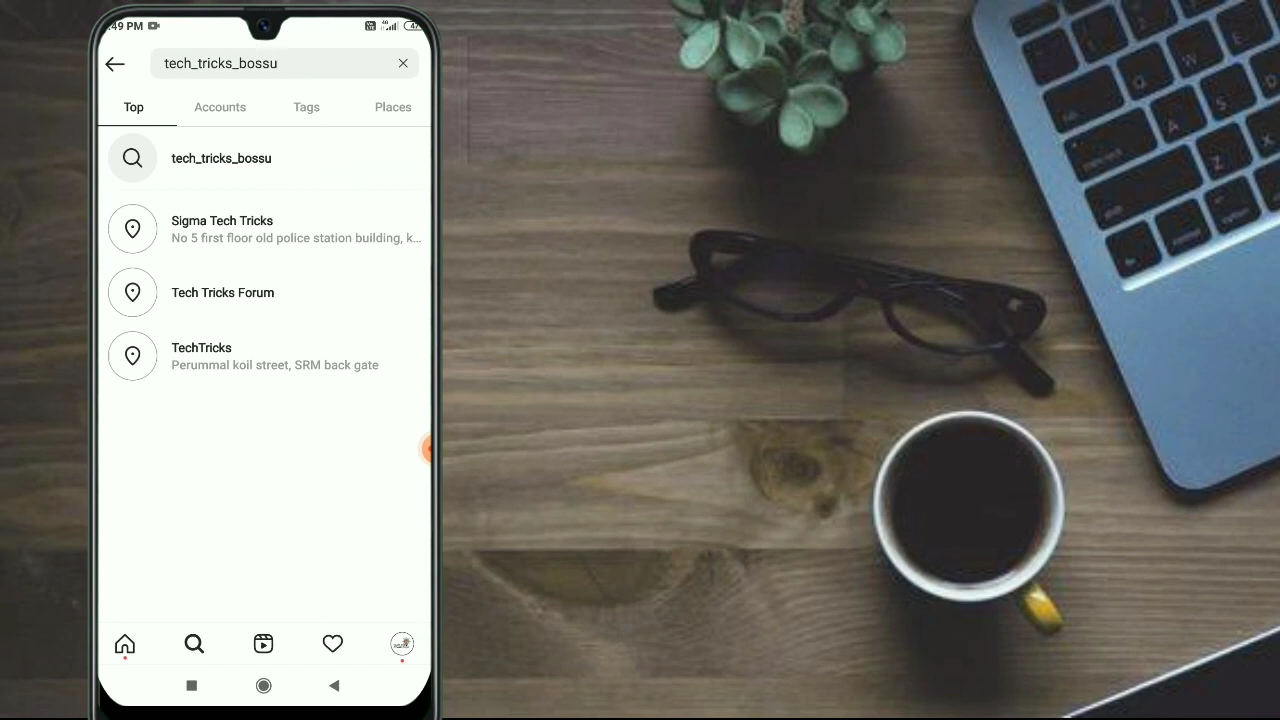 :49 PM
47
tech_tricks_bossu
Top Accounts Tags Places
tech_tricks_bossu
Sigma Tech Tricks
No 5 first floor old police station building, k...
Tech Tricks Forum
TechTricks
Perummal koil street, SRM back gate
Q W E
A S D
Z X